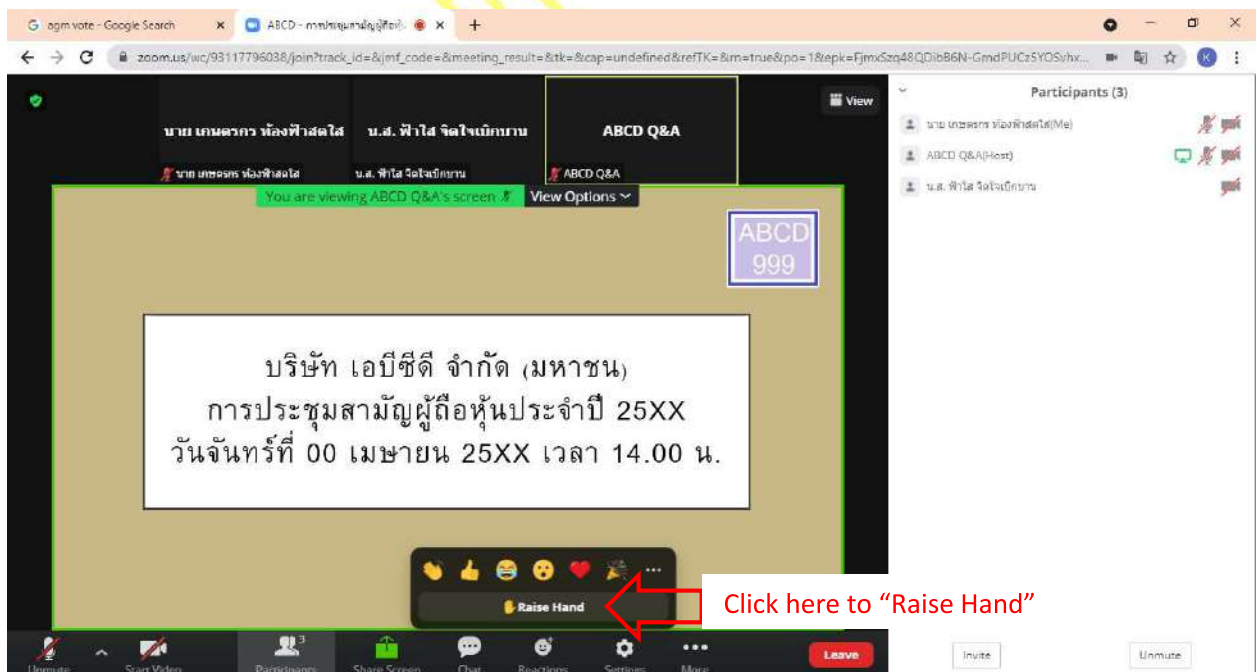 agm vote - Google Search
ABCD - การประชุมสามัญผู้ถือหุ้
zoom.us/wc/93117796038/join?track_id=&jmf_code=&meeting_result=&tk=&cap=undefined&refTK=&rn=true&po=1&epk=
K
View
นาย เกษตรกร ท้องฟ้าสดใส
น.ส. ฟ้าใส จิตใจเบิกบาน
ABCD Q&A
นาย เกษตรกร ท้องฟ้าสดใส
น.ส. ฟ้าใส จิตใจเบิกบาน
ABCD Q&A
You are viewing ABCD Q&A's screen
View Options
ABCD
999
บริษัท เอบีซีดี จำกัด (มหาชน)
การประชุมสามัญผู้ถือหุ้นประจำปี 25XX
วันจันทร์ที่ 00 เมษายน 25XX เวลา 14.00 น.
Raise Hand
Click here to “Raise Hand”
Unmute
Start Video
Participants
3
Share Screen
Chat
Reactions
Settings
More
Leave
Participants (3)
นาย เกษตรกร ท้องฟ้าสดใส(Me)
ABCD Q&A(Host)
น.ส. ฟ้าใส จิตใจเบิกบาน
Invite
Unmute